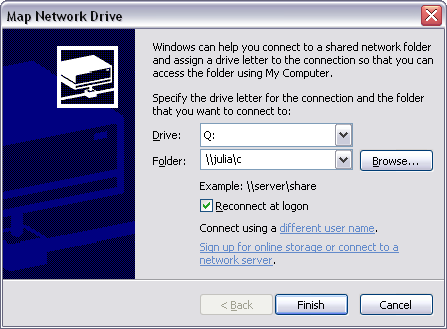 Map Network Drive
Windows can help you connect to a shared network folder
and assign a drive letter to the connection so that you can
access the folder using My Computer.
Specify the drive letter for the connection and the folder
that you want to connect to:
Drive: Q:
Folder: \\julia\c Browse...
Example: \\server\share
Reconnect at logon
Connect using a different user name.
Sign up for online storage or connect to a
network server.
< Back Finish Cancel